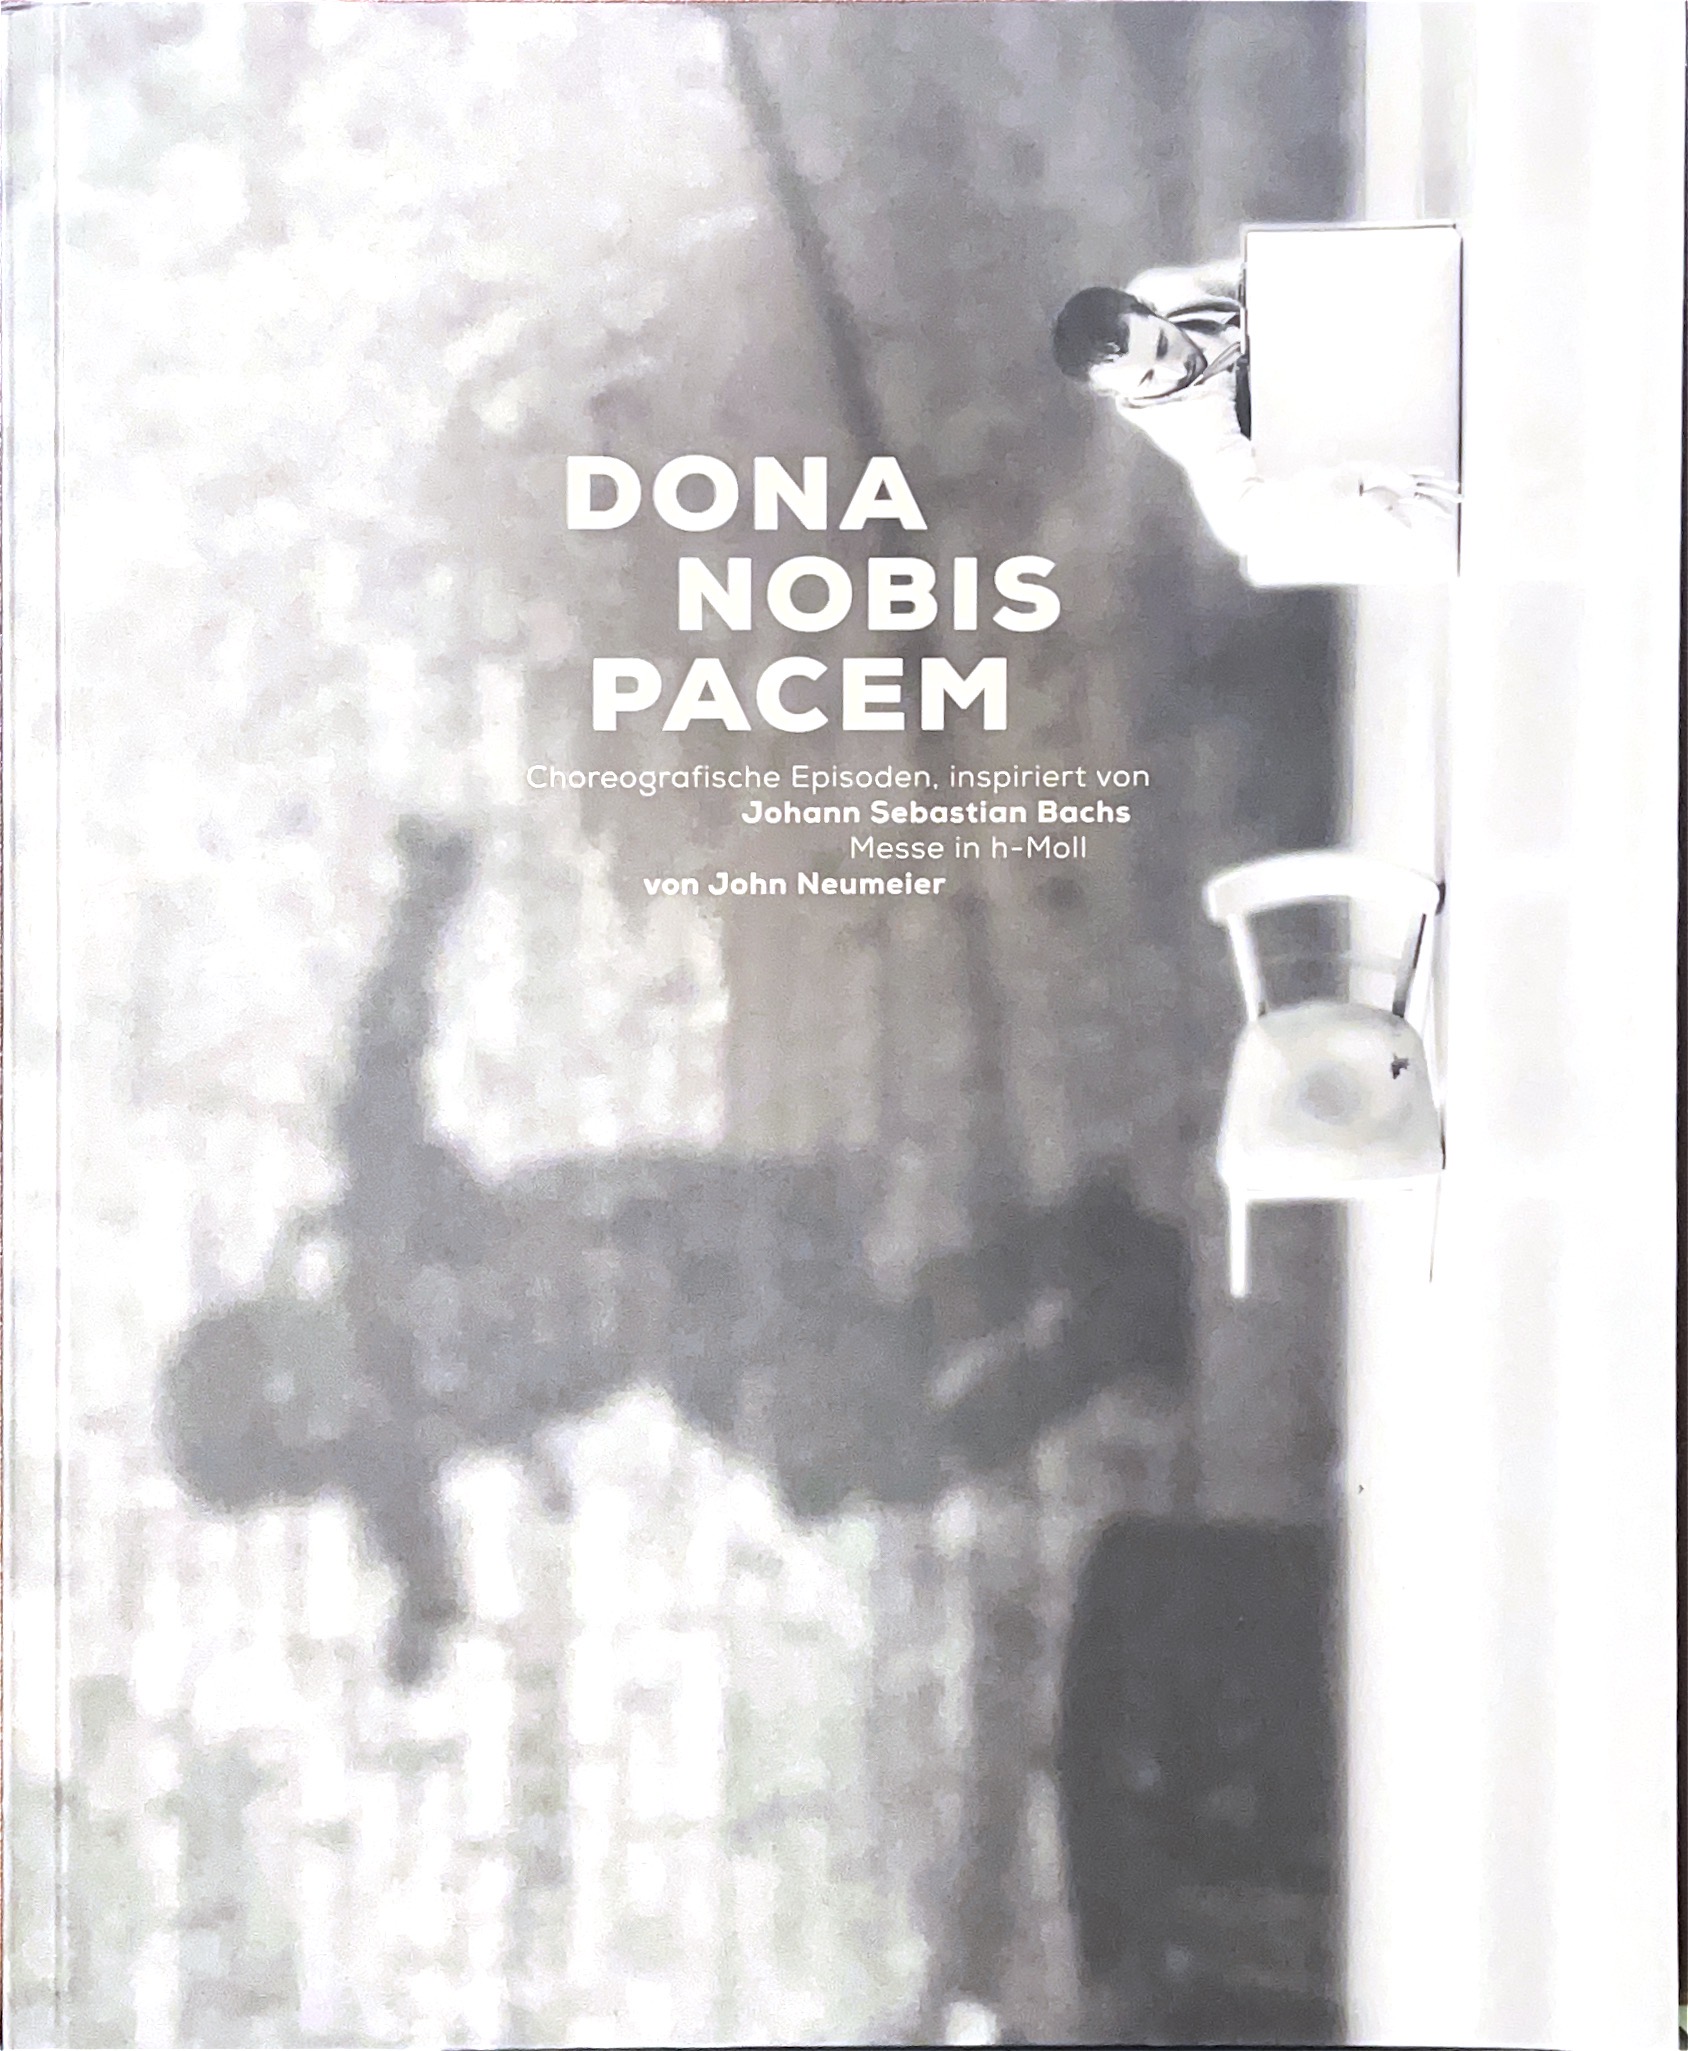 DONA
NOBIS
PACEM
Choreografische Episoden, inspiriert von
Johann Sebastian Bachs
Messe in h-Moll
von John Neumeier